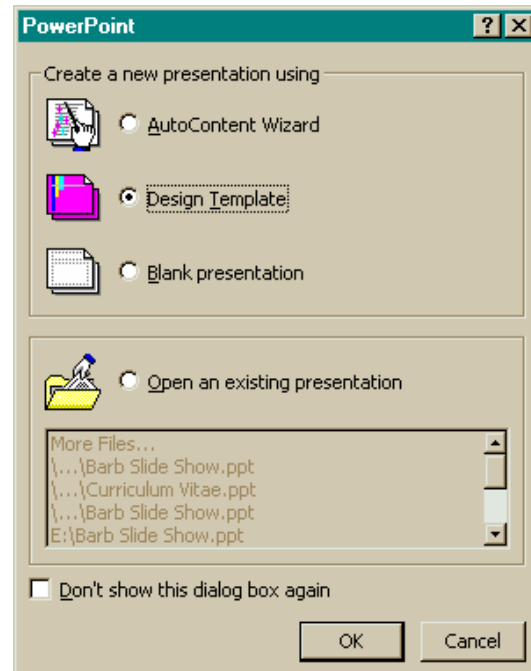 PowerPoint
Create a new presentation using
AutoContent Wizard
Design Template
Blank presentation
Open an existing presentation
More Files...
\...\Barb Slide Show.ppt
\...\Curriculum Vitae.ppt
\...\Barb Slide Show.ppt
E:\Barb Slide Show.ppt
Don't show this dialog box again
OK Cancel